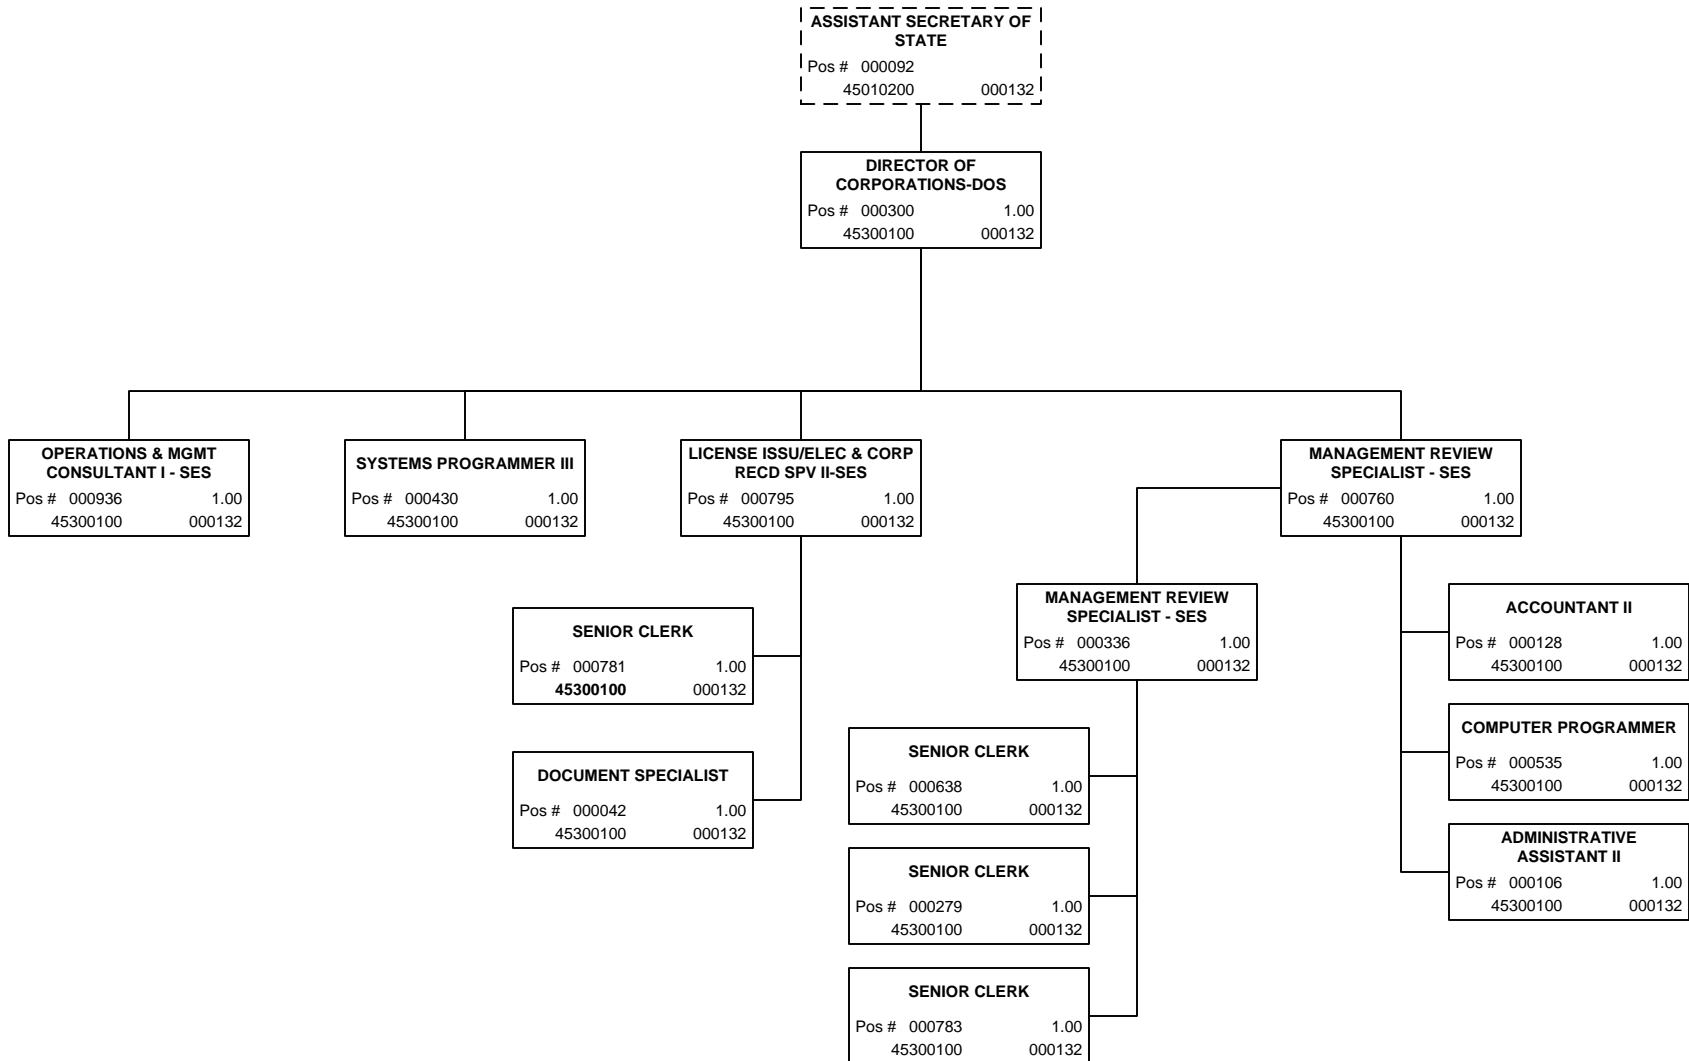 ASSISTANT SECRETARY OF
STATE
Pos # 000092
45010200 000132
DIRECTOR OF
CORPORATIONS-DOS
Pos # 000300 1.00
45300100 000132
OPERATIONS & MGMT
CONSULTANT I - SES
Pos # 000936 1.00
45300100 000132
SYSTEMS PROGRAMMER III
Pos # 000430 1.00
45300100 000132
LICENSE ISSU/ELEC & CORP
RECD SPV II-SES
Pos # 000795 1.00
45300100 000132
MANAGEMENT REVIEW
SPECIALIST - SES
Pos # 000760 1.00
45300100 000132
SENIOR CLERK
Pos # 000781 1.00
45300100 000132
DOCUMENT SPECIALIST
Pos # 000042 1.00
45300100 000132
MANAGEMENT REVIEW
SPECIALIST - SES
Pos # 000336 1.00
45300100 000132
SENIOR CLERK
Pos # 000638 1.00
45300100 000132
SENIOR CLERK
Pos # 000279 1.00
45300100 000132
SENIOR CLERK
Pos # 000783 1.00
45300100 000132
ACCOUNTANT II
Pos # 000128 1.00
45300100 000132
COMPUTER PROGRAMMER
Pos # 000535 1.00
45300100 000132
ADMINISTRATIVE
ASSISTANT II
Pos # 000106 1.00
45300100 000132